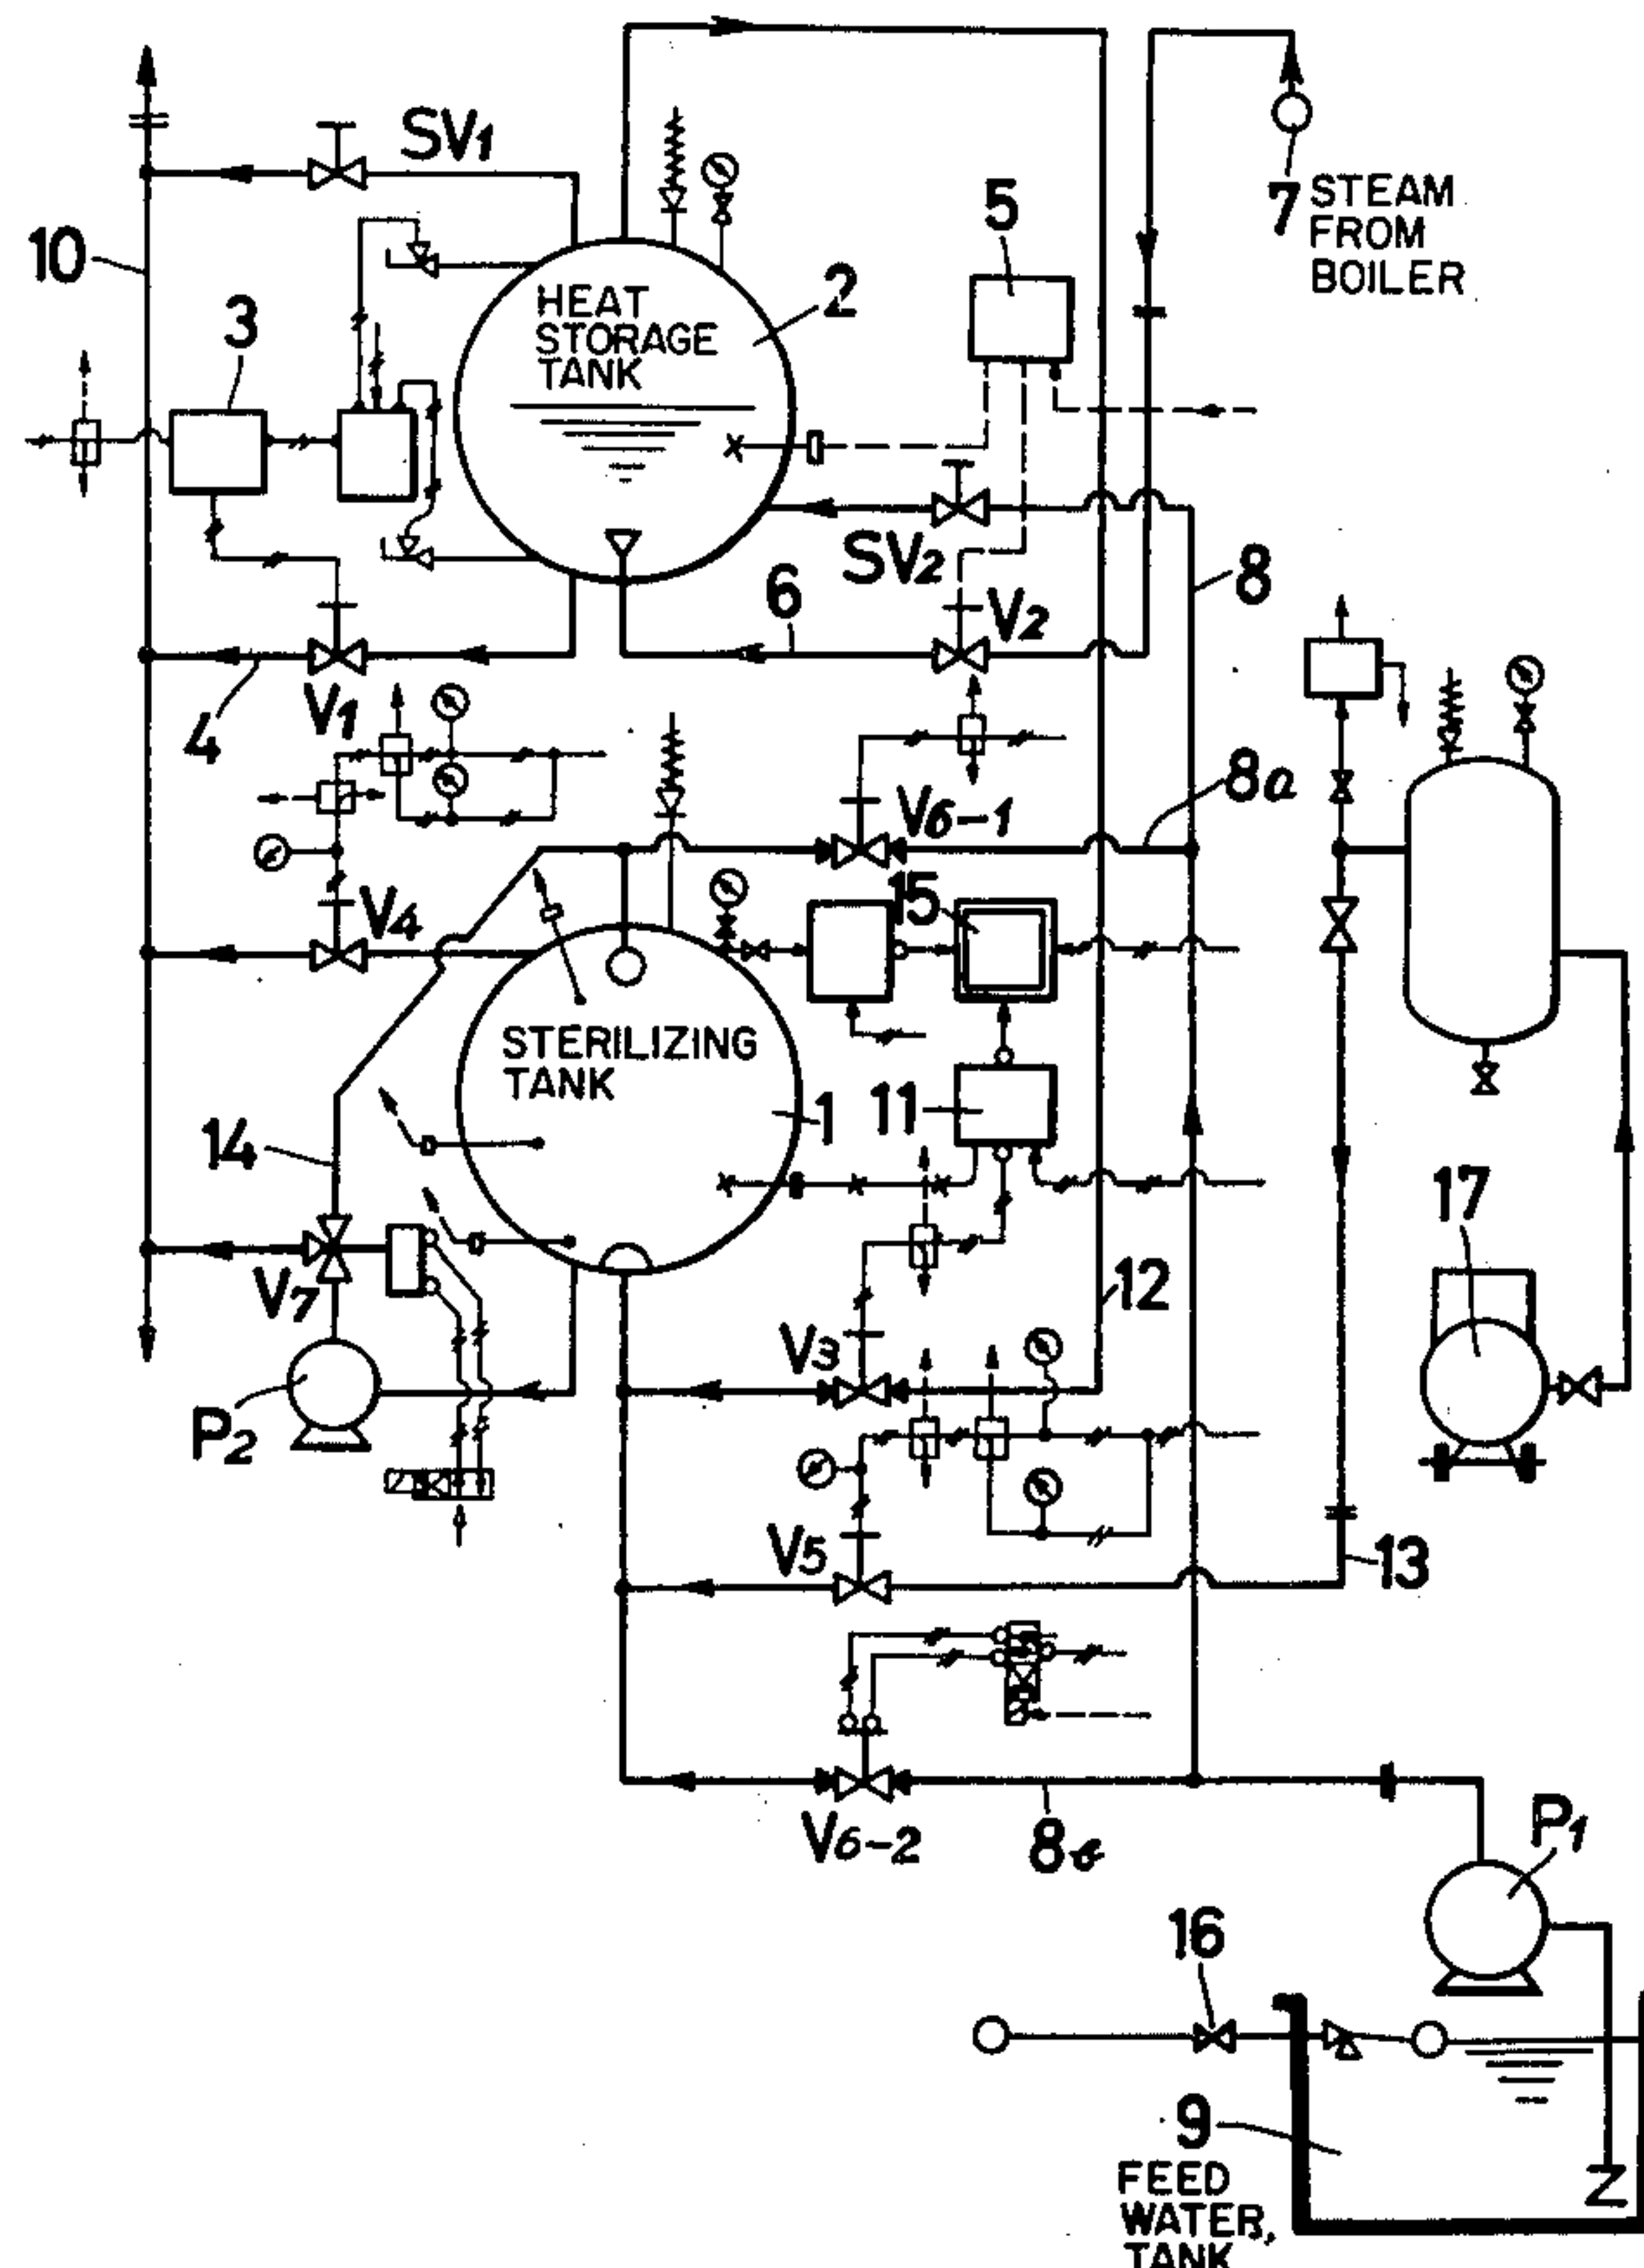 SV1
5
7 STEAM
FROM
BOILER
10
2
3
HEAT
STORAGE
TANK
SV2
8
6
V2
V1
4
8a
V6-1
V4
15
STERILIZING
TANK
1
11
14
17
V7
12
V3
P2
V5
13
V6-2
8b
P1
16
9
FEED
WATER,
TANK